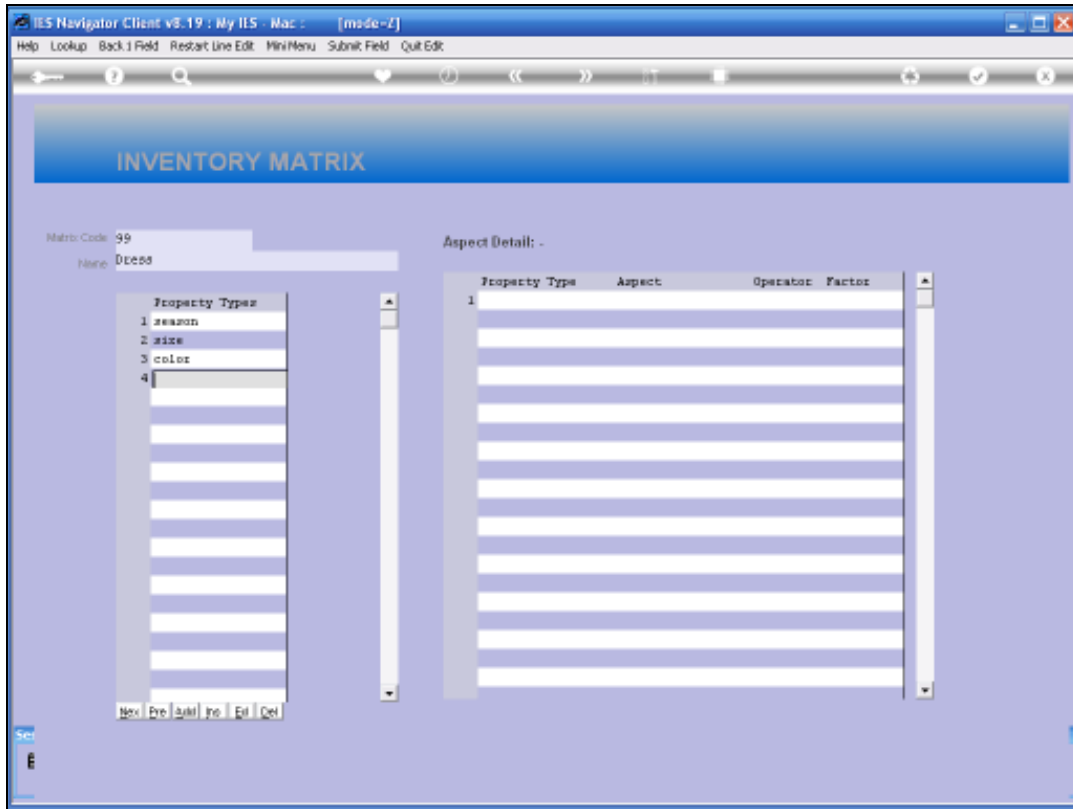 IES Navigator Client v8.19 : My IES - Mac : [mode=Z]
Help Lookup Back 1 Field Restart Line Edit MiniMenu Submit Field Quit Edit
INVENTORY MATRIX
Matrix Code 99
Name Dress
Aspect Detail: -
Property Types
1 season
2 size
3 color
4
Property Type Aspect Operator Factor
1
Nex Pre Add Ins Edi Del